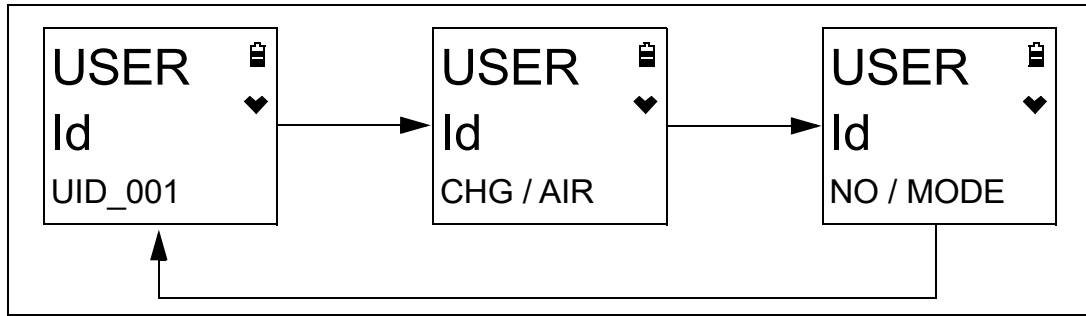 USER
Id
UID_001
USER
Id
CHG / AIR
USER
Id
NO / MODE